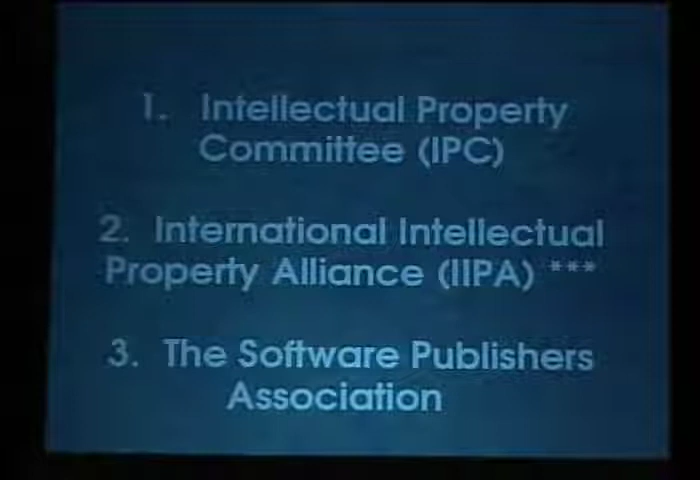 1. Intellectual Property
Committee (IPC)
2. International Intellectual
Property Alliance (IIPA) ***
3. The Software Publishers
Association